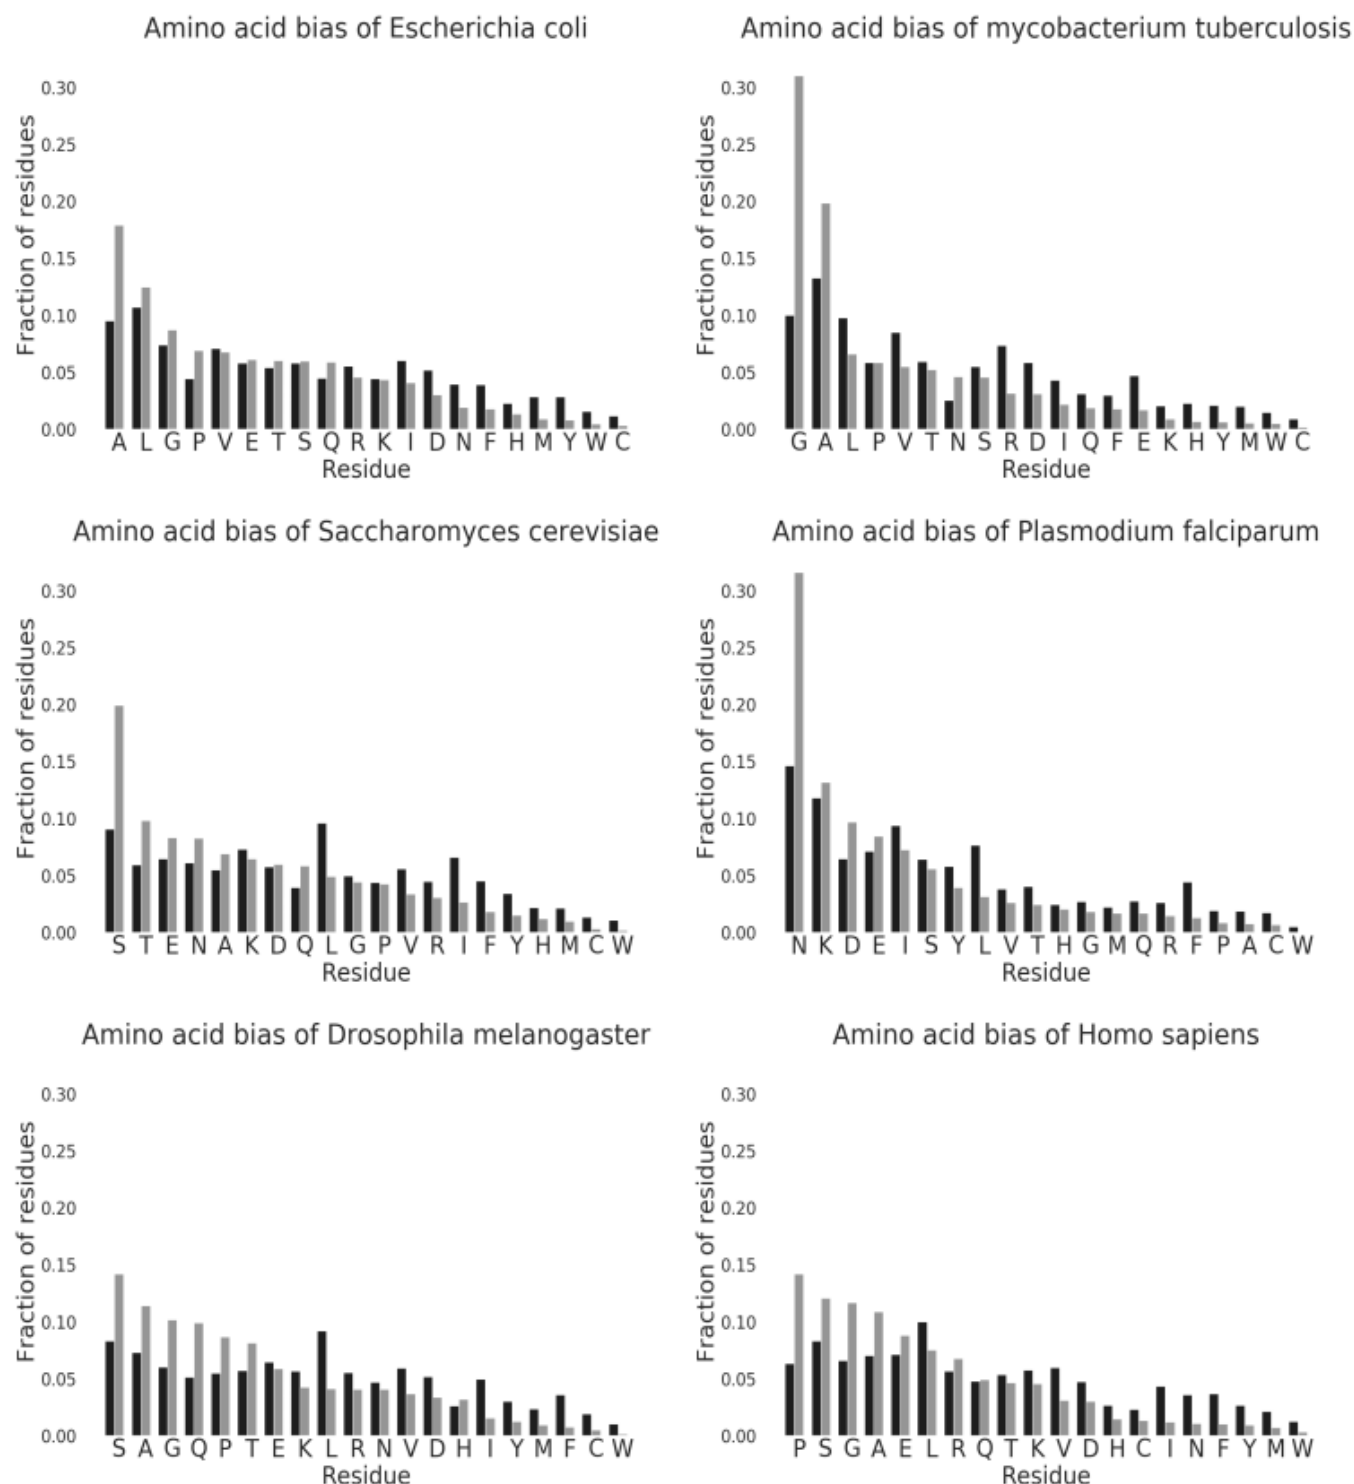 Amino acid bias of Escherichia coli
Fraction of residues
0.30
0.25
0.20
0.15
0.10
0.05
0.00
A L G P V E T S Q R K I D N F H M Y W C
Residue
Amino acid bias of mycobacterium tuberculosis
Fraction of residues
0.30
0.25
0.20
0.15
0.10
0.05
0.00
G A L P V T N S R D I Q F E K H Y M W C
Residue
Amino acid bias of Saccharomyces cerevisiae
Fraction of residues
0.30
0.25
0.20
0.15
0.10
0.05
0.00
S T E N A K D Q L G P V R I F Y H M C W
Residue
Amino acid bias of Plasmodium falciparum
Fraction of residues
0.30
0.25
0.20
0.15
0.10
0.05
0.00
N K D E I S Y L V T H G M Q R F P A C W
Residue
Amino acid bias of Drosophila melanogaster
Fraction of residues
0.30
0.25
0.20
0.15
0.10
0.05
0.00
S A G Q P T E K L R N V D H I Y M F C W
Residue
Amino acid bias of Homo sapiens
Fraction of residues
0.30
0.25
0.20
0.15
0.10
0.05
0.00
P S G A E L R Q T K V D H C I N F Y M W
Residue